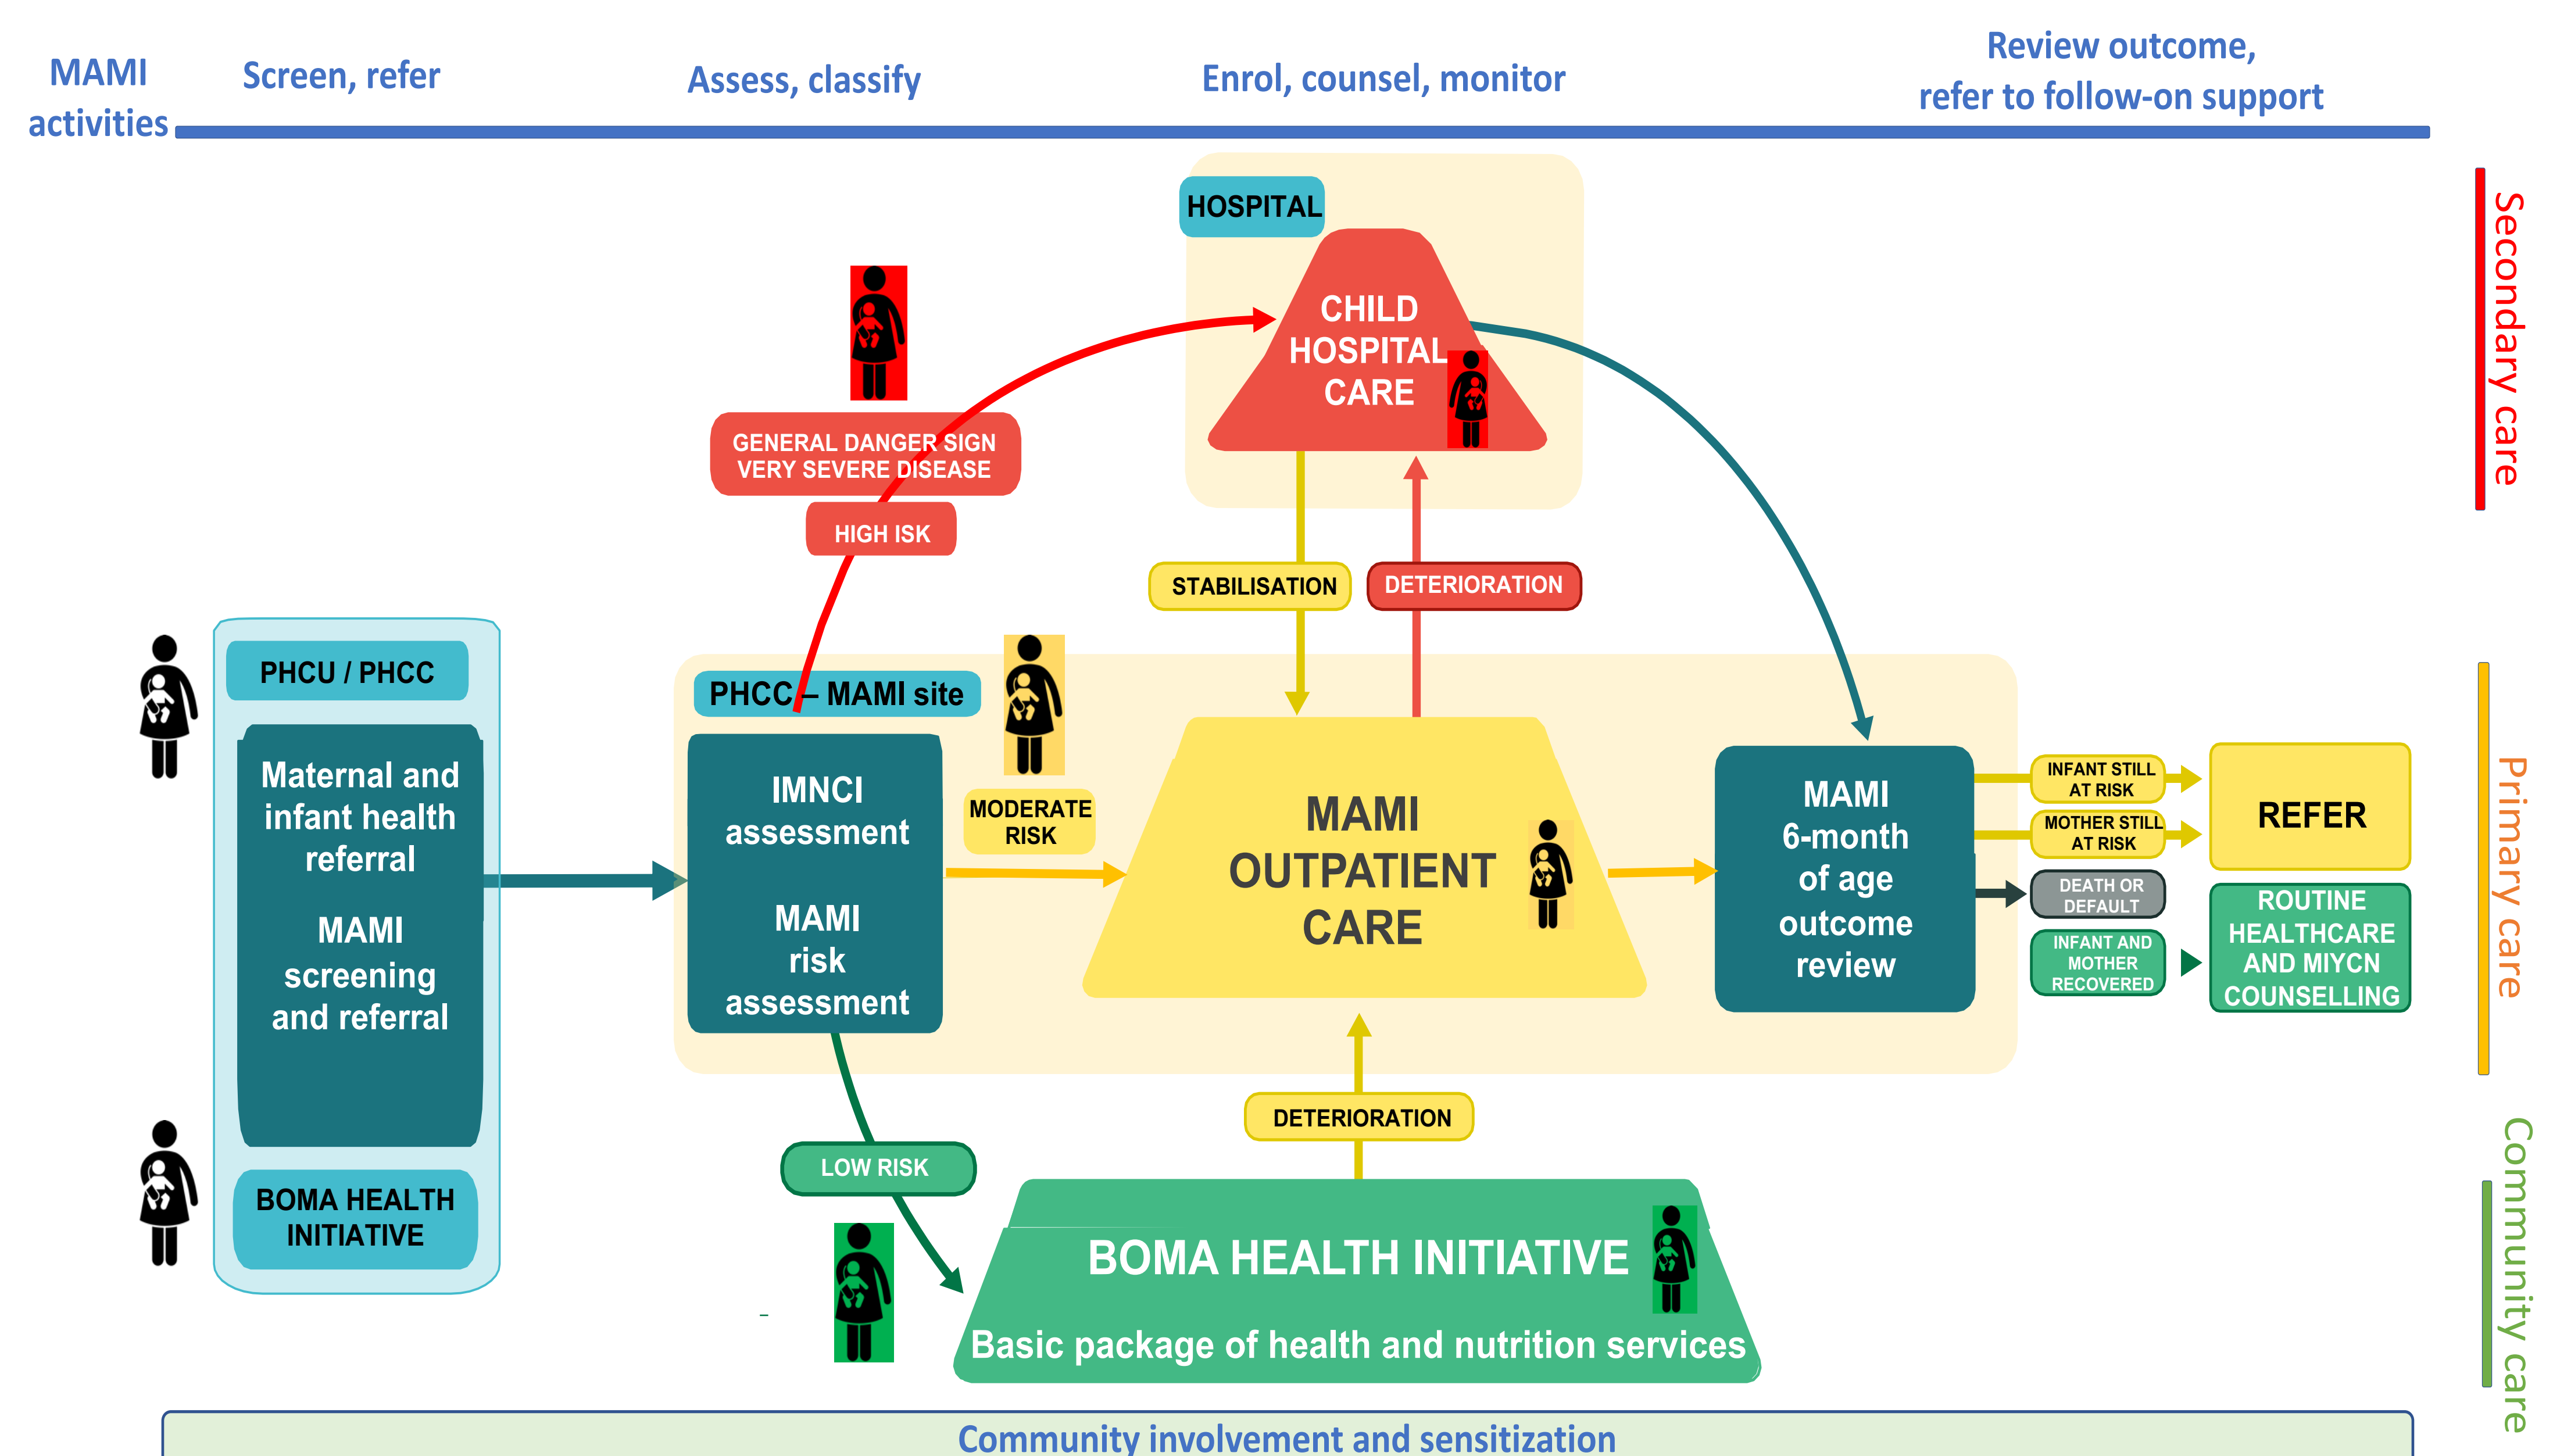 MAMI
activities
Screen, refer
Assess, classify
Enrol, counsel, monitor
Review outcome,
refer to follow-on support
HOSPITAL
CHILD
HOSPITAL
CARE
GENERAL DANGER SIGN
VERY SEVERE DISEASE
HIGH ISK
STABILISATION
DETERIORATION
PHCU / PHCC
Maternal and
infant health
referral
MAMI
screening
and referral
BOMA HEALTH
INITIATIVE
PHCC – MAMI site
IMNCI
assessment
MAMI
risk
assessment
MODERATE
RISK
MAMI
OUTPATIENT
CARE
MAMI
6-month
of age
outcome
review
INFANT STILL
AT RISK
MOTHER STILL
AT RISK
DEATH OR
DEFAULT
INFANT AND
MOTHER
RECOVERED
REFER
ROUTINE
HEALTHCARE
AND MIYCN
COUNSELLING
DETERIORATION
LOW RISK
BOMA HEALTH INITIATIVE
Basic package of health and nutrition services
Secondary care
Primary care
Community care
Community involvement and sensitization